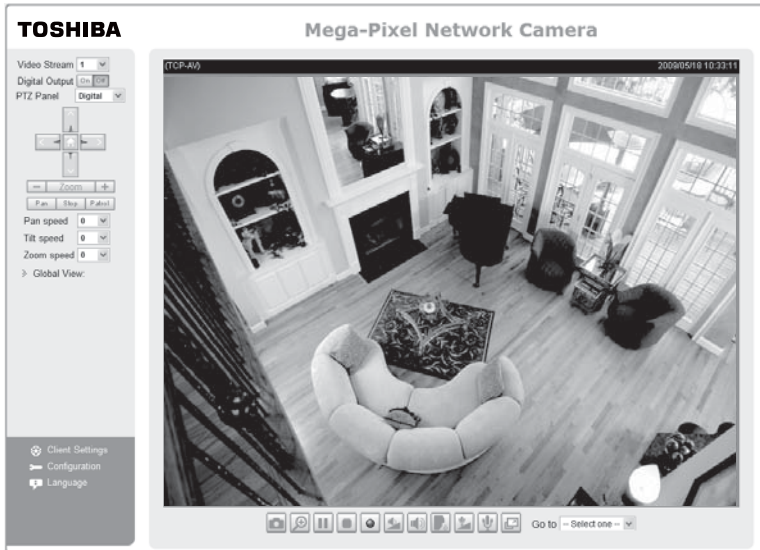 TOSHIBA
Mega-Pixel Network Camera
Video Stream 1
Digital Output On Off
PTZ Panel Digital
− Zoom +
Pan Stop Patrol
Pan speed 0
Tilt speed 0
Zoom speed 0
Global View:
Client Settings
Configuration
Language
(TCP-AV) 2009/05/18 10:33:11
Go to -- Select one --